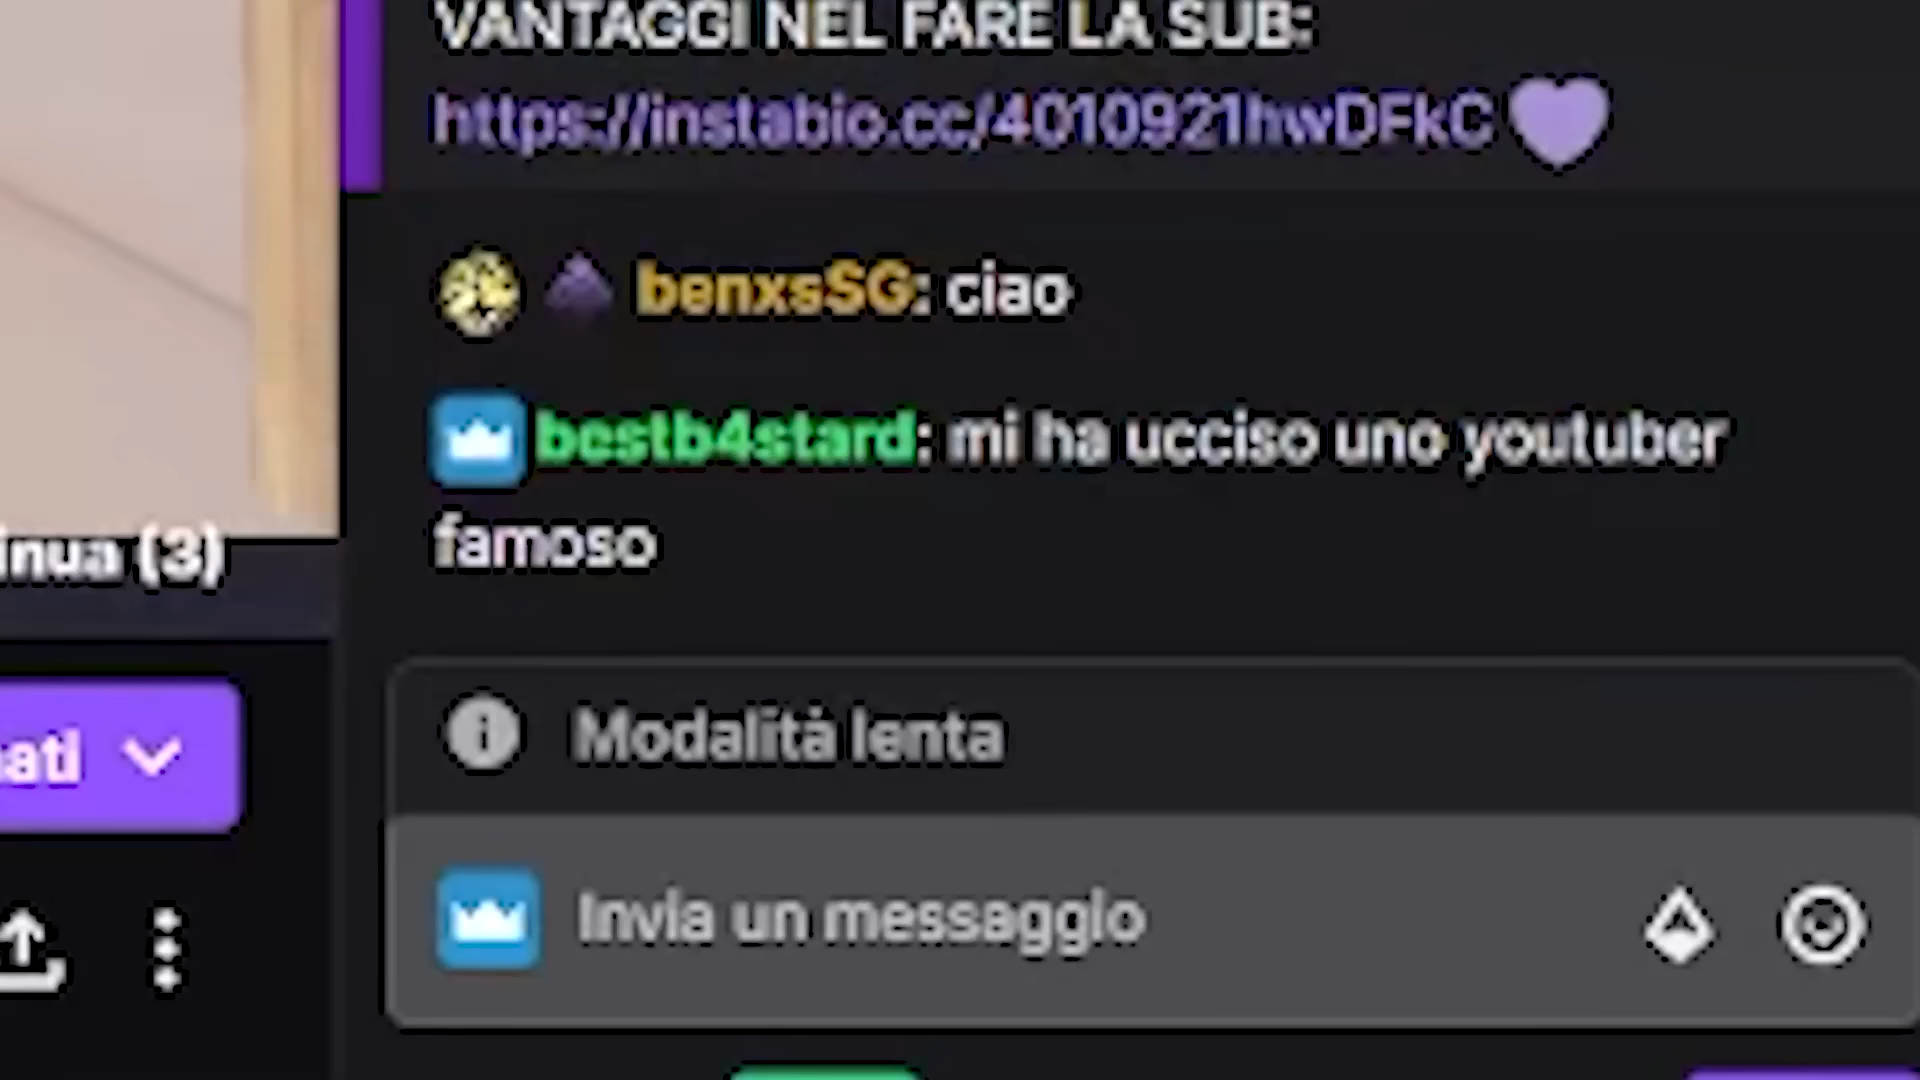 VANTAGGI NEL FARE LA SUB:
https://instabio.cc/4010921hwDFkC
benxsSG: ciao
bestb4stard: mi ha ucciso uno youtuber
famoso
inua (3)
Modalità lenta
ati
Invia un messaggio